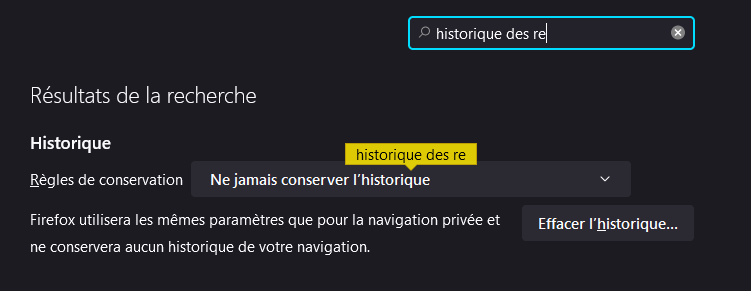 historique des re
Résultats de la recherche
Historique
historique des re
Règles de conservation Ne jamais conserver l’historique
Firefox utilisera les mêmes paramètres que pour la navigation privée et
ne conservera aucun historique de votre navigation.
Effacer l’historique…